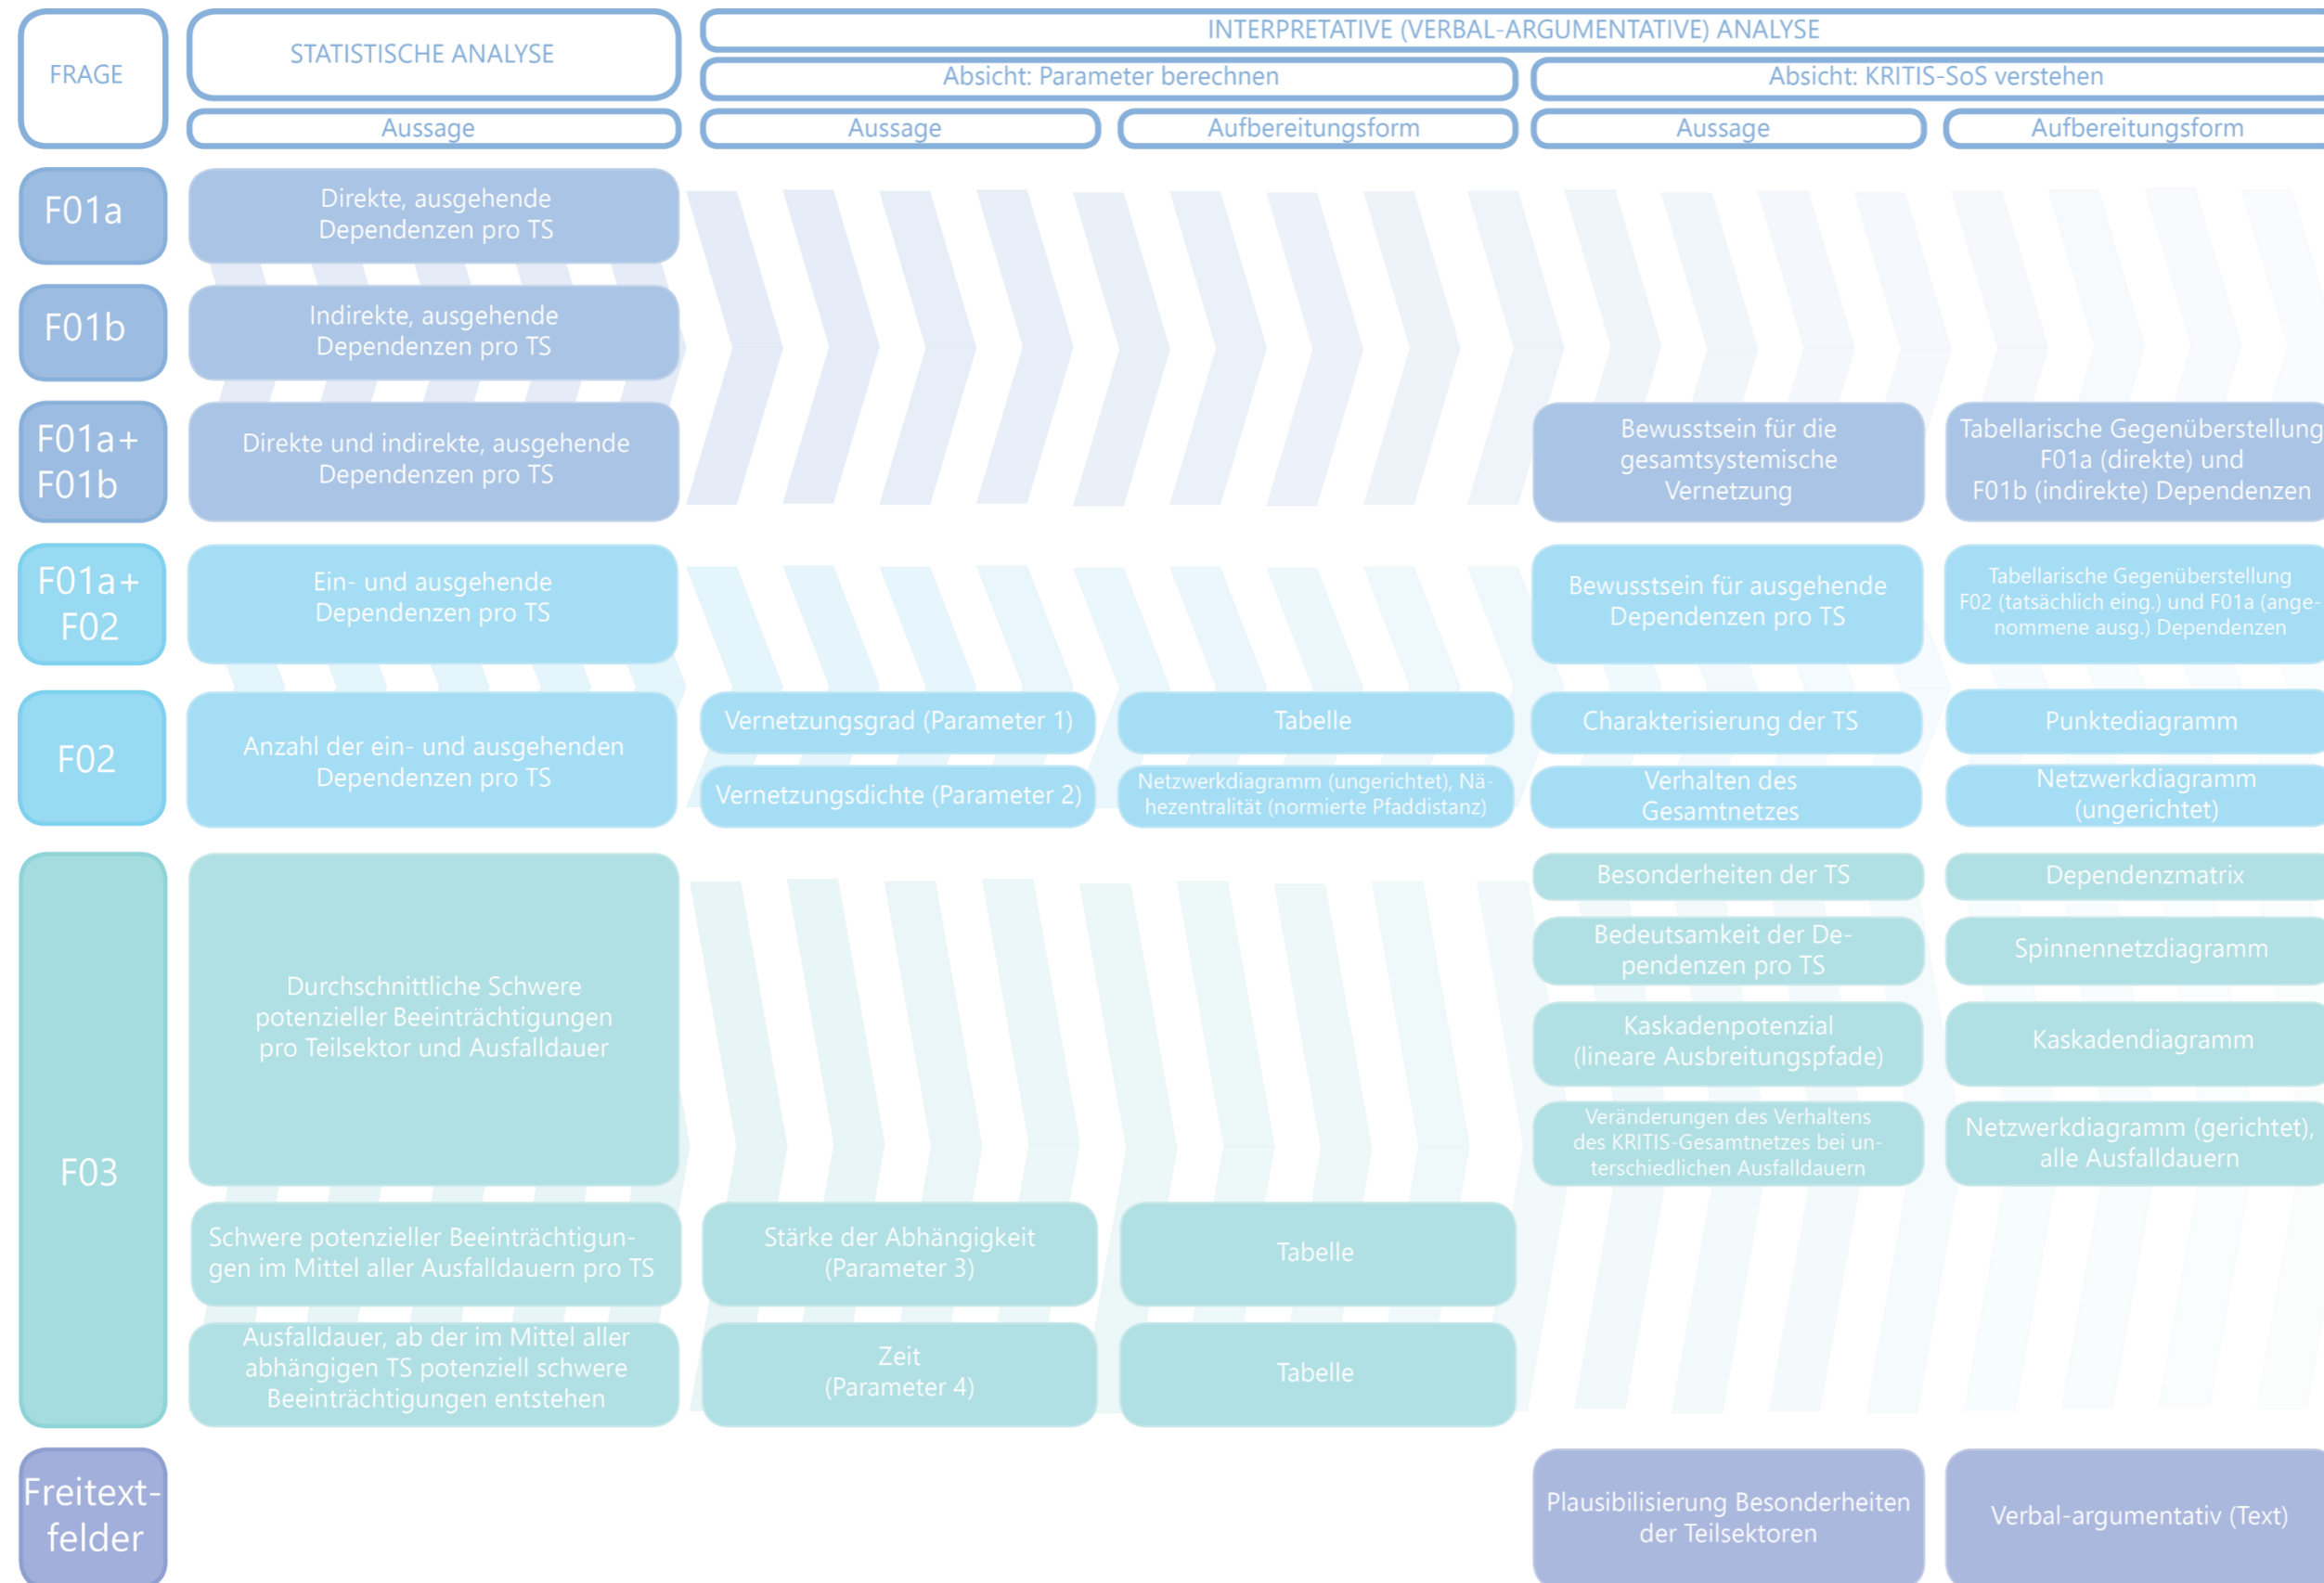 FRAGE
STATISTISCHE ANALYSE
INTERPRETATIVE (VERBAL-ARGUMENTATIVE) ANALYSE
Absicht: Parameter berechnen
Absicht: KRITIS-SoS verstehen
Aussage
Aussage
Aufbereitungsform
Aussage
Aufbereitungsform
F01a
Direkte, ausgehende
Dependenzen pro TS
F01b
Indirekte, ausgehende
Dependenzen pro TS
F01a+
F01b
Direkte und indirekte, ausgehende
Dependenzen pro TS
Bewusstsein für die
gesamtsystemische
Vernetzung
Tabellarische Gegenüberstellung
F01a (direkte) und
F01b (indirekte) Dependenzen
F01a+
F02
Ein- und ausgehende
Dependenzen pro TS
Bewusstsein für ausgehende
Dependenzen pro TS
Tabellarische Gegenüberstellung
F02 (tatsächlich eing.) und F01a (ange-
nommene ausg.) Dependenzen
F02
Anzahl der ein- und ausgehenden
Dependenzen pro TS
Vernetzungsgrad (Parameter 1)
Tabelle
Charakterisierung der TS
Punktediagramm
Vernetzungsdichte (Parameter 2)
Netzwerkdiagramm (ungerichtet), Nä-
hezentralität (normierte Pfaddistanz)
Verhalten des
Gesamtnetzes
Netzwerkdiagramm
(ungerichtet)
F03
Durchschnittliche Schwere
potenzieller Beeinträchtigungen
pro Teilsektor und Ausfalldauer
Besonderheiten der TS
Dependenzmatrix
Bedeutsamkeit der De-
pendenzen pro TS
Spinnennetzdiagramm
Kaskadenpotenzial
(lineare Ausbreitungspfade)
Kaskadendiagramm
Veränderungen des Verhaltens
des KRITIS-Gesamtnetzes bei un-
terschiedlichen Ausfalldauern
Netzwerkdiagramm (gerichtet),
alle Ausfalldauern
Schwere potenzieller Beeinträchtigun-
gen im Mittel aller Ausfalldauern pro TS
Stärke der Abhängigkeit
(Parameter 3)
Tabelle
Ausfalldauer, ab der im Mittel aller
abhängigen TS potenziell schwere
Beeinträchtigungen entstehen
Zeit
(Parameter 4)
Tabelle
Freitext-
felder
Plausibilisierung Besonderheiten
der Teilsektoren
Verbal-argumentativ (Text)